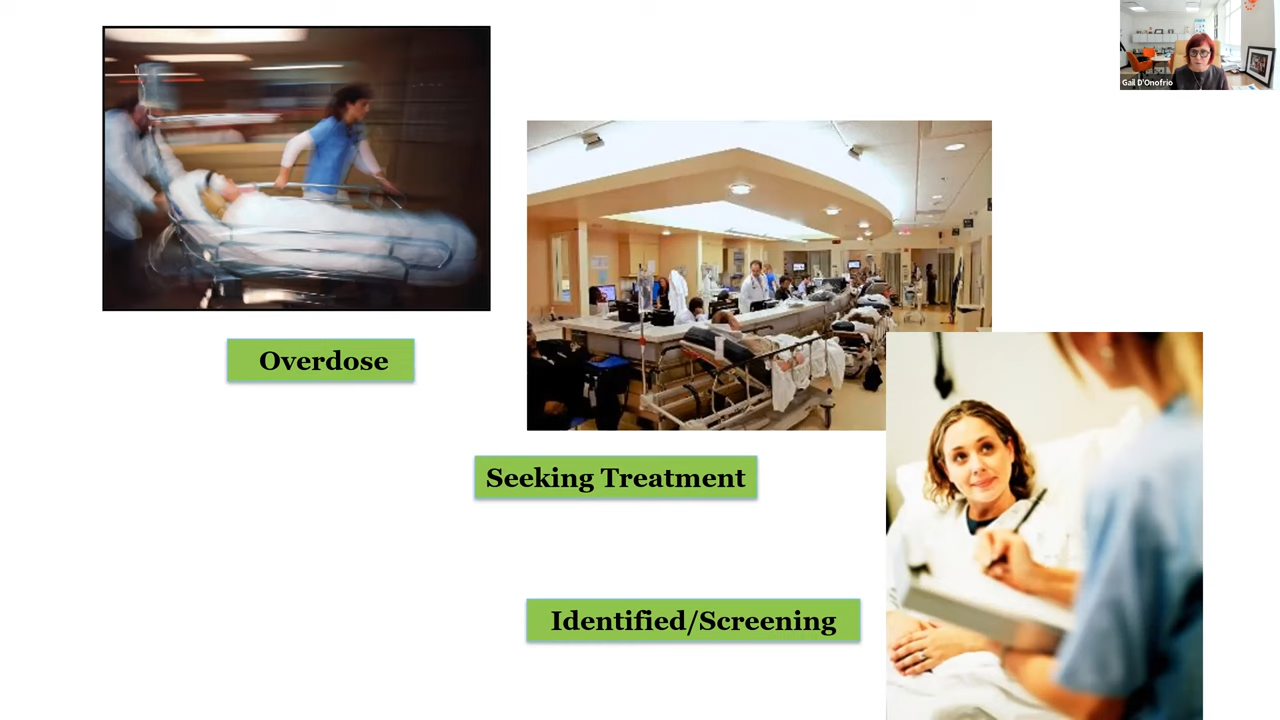 Gail D'Onofrio
Overdose
Seeking Treatment
Identified/Screening